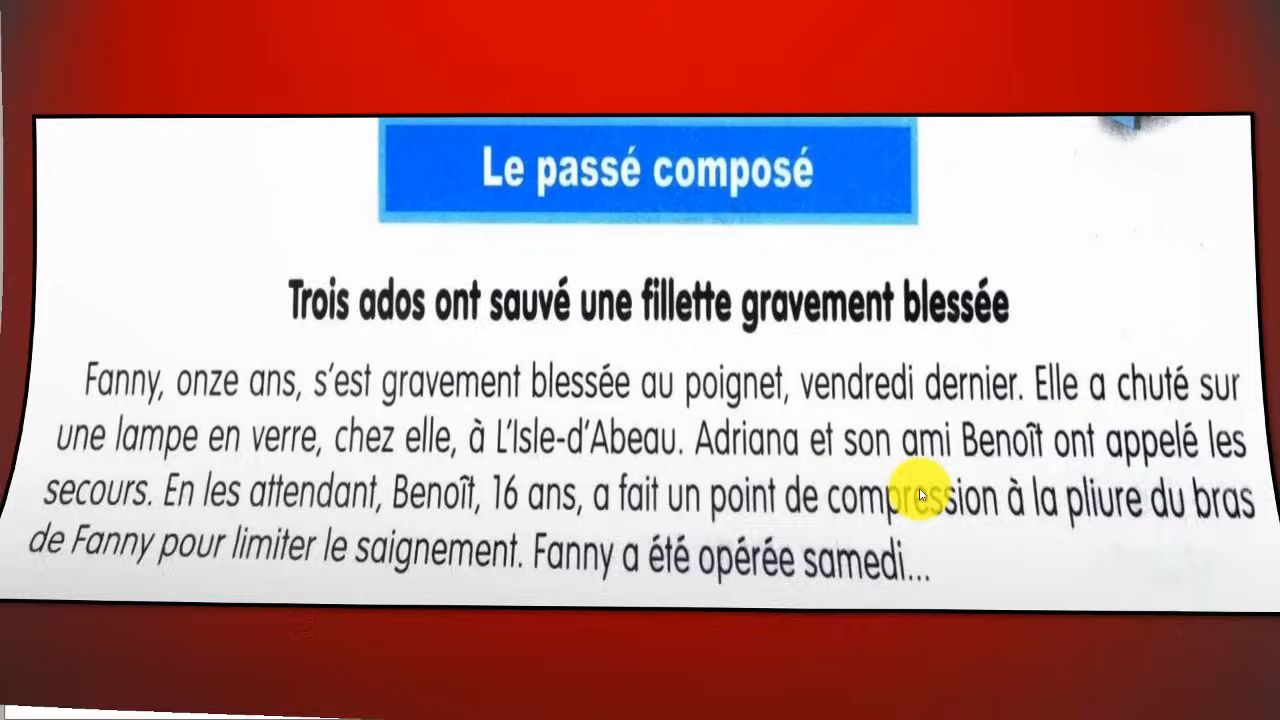 Le passé composé
Trois ados ont sauvé une fillette gravement blessée
Fanny, onze ans, s'est gravement blessée au poignet, vendredi dernier. Elle a chuté sur
une lampe en verre, chez elle, à L'Isle-d'Abeau. Adriana et son ami Benoît ont appelé les
secours. En les attendant, Benoît, 16 ans, a fait un point de compression à la pliure du bras
de Fanny pour limiter le saignement. Fanny a été opérée samedi...